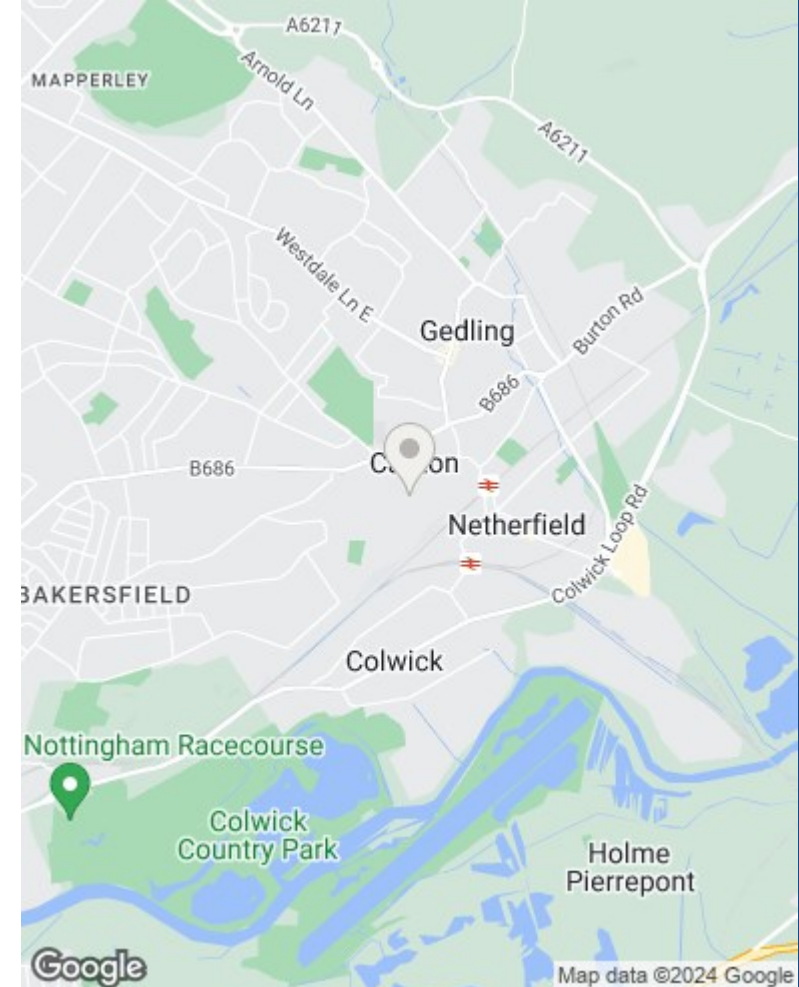 A6211
MAPPERLEY
Arnold Ln
A6211
Westdale Ln E
Gedling
Burton Rd
B686
B686
Netherfield
Colwick Loop Rd
BAKERSFIELD
Colwick
Nottingham Racecourse
Colwick
Country Park
Holme
Pierrepont
Google
Map data ©2024 Google